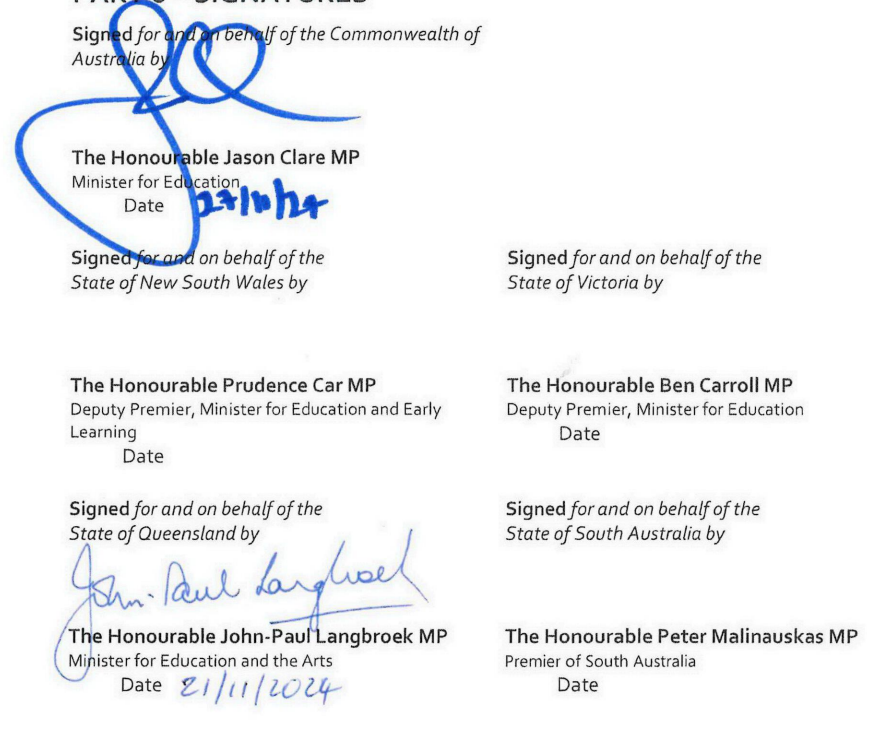 Signed for and on behalf of the Commonwealth of
Australia by
The Honourable Jason Clare MP
Minister for Education
Date
Signed for and on behalf of the
State of New South Wales by
The Honourable Prudence Car MP
Deputy Premier, Minister for Education and Early
Learning
Date
Signed for and on behalf of the
State of Victoria by
The Honourable Ben Carroll MP
Deputy Premier, Minister for Education
Date
Signed for and on behalf of the
State of Queensland by
John-Paul Langbroek
The Honourable John-Paul Langbroek MP
Minister for Education and the Arts
Date 21/11/2024
Signed for and on behalf of the
State of South Australia by
The Honourable Peter Malinauskas MP
Premier of South Australia
Date